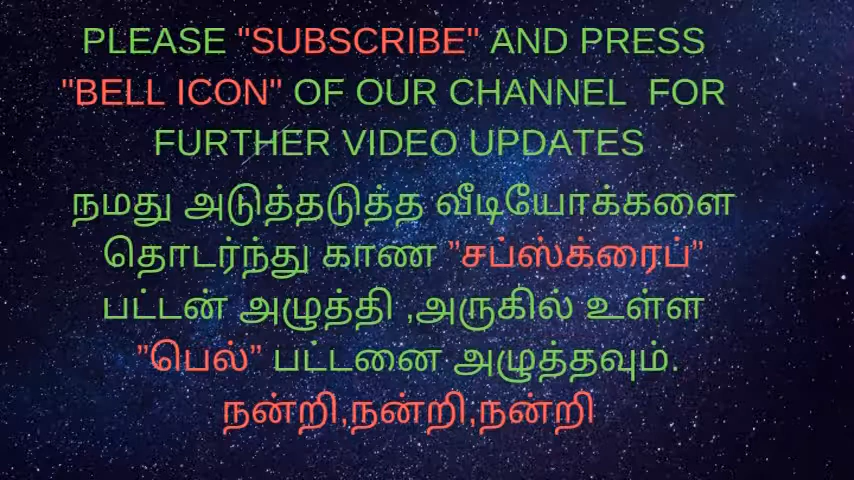 PLEASE "SUBSCRIBE" AND PRESS
"BELL ICON" OF OUR CHANNEL FOR
FURTHER VIDEO UPDATES
நமது அடுத்தடுத்த வீடியோக்களை
தொடர்ந்து காண ”சப்ஸ்க்ரைப்”
பட்டன் அழுத்தி ,அருகில் உள்ள
”பெல்” பட்டனை அழுத்தவும்.
நன்றி,நன்றி,நன்றி